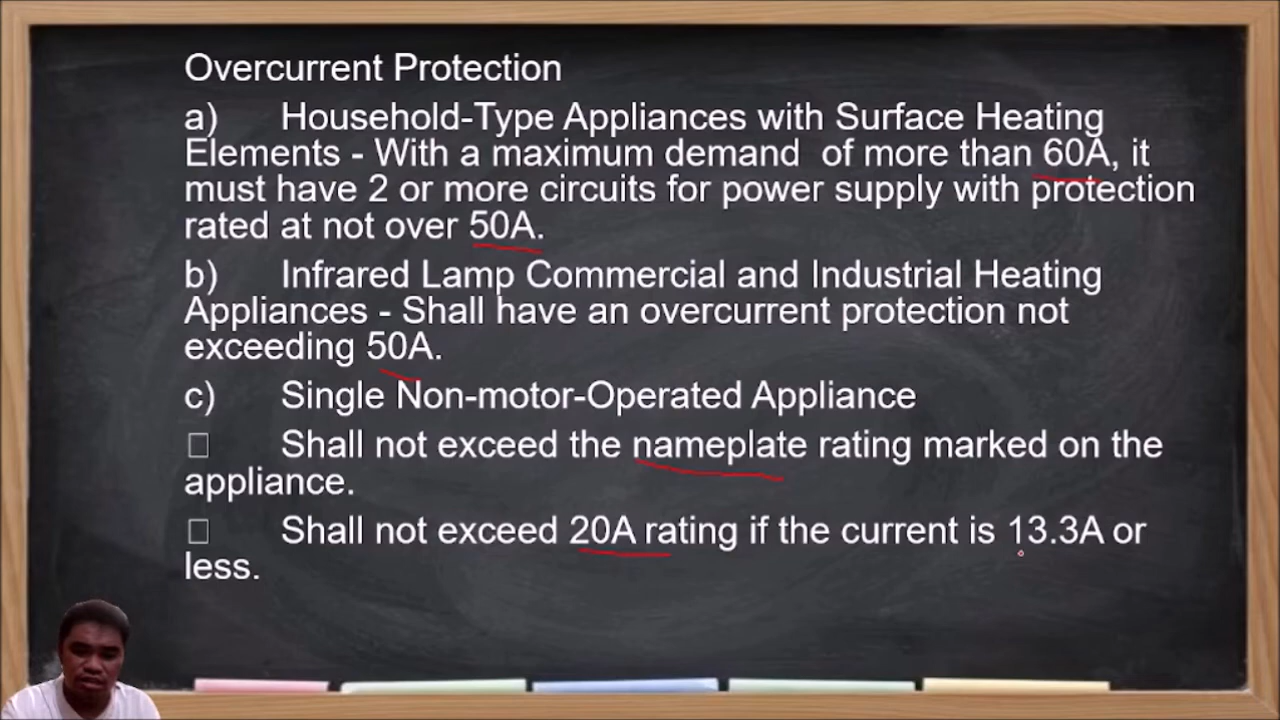 Overcurrent Protection
a) Household-Type Appliances with Surface Heating
Elements - With a maximum demand of more than 60A, it
must have 2 or more circuits for power supply with protection
rated at not over 50A.
b) Infrared Lamp Commercial and Industrial Heating
Appliances - Shall have an overcurrent protection not
exceeding 50A.
c) Single Non-motor-Operated Appliance
□ Shall not exceed the nameplate rating marked on the
appliance.
□ Shall not exceed 20A rating if the current is 13.3A or
less.